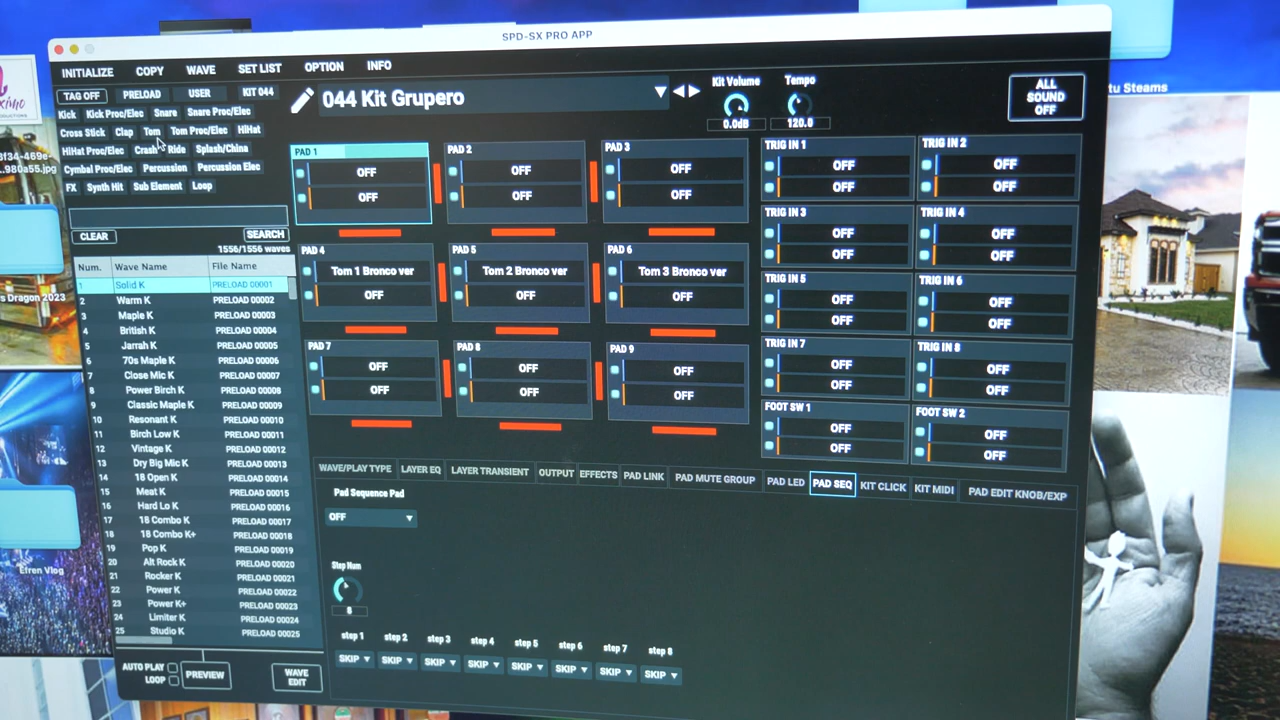 SPD-SX PRO APP
INITIALIZE COPY WAVE SET LIST OPTION INFO
TAG OFF PRELOAD USER KIT 044
Kick Kick Proc/Elec Snare Snare Proc/Elec
Cross Stick Clap Tom Tom Proc/Elec HiHat
HiHat Proc/Elec Crash Ride Splash/China
Cymbal Proc/Elec Percussion Percussion Elec
FX Synth Hit Sub Element Loop
CLEAR SEARCH
1556/1556 waves
Num. Wave Name File Name
1 Solid K PRELOAD 00001
2 Warm K PRELOAD 00002
3 Maple K PRELOAD 00003
4 British K PRELOAD 00004
5 Jarrah K PRELOAD 00005
6 70s Maple K PRELOAD 00006
7 Close Mic K PRELOAD 00007
8 Power Birch K PRELOAD 00008
9 Classic Maple K PRELOAD 00009
10 Resonant K PRELOAD 00010
11 Birch Low K PRELOAD 00011
12 Vintage K PRELOAD 00012
13 Dry Big Mic K PRELOAD 00013
14 18 Open K PRELOAD 00014
15 Meat K PRELOAD 00015
16 Hard Lo K PRELOAD 00016
17 18 Combo K PRELOAD 00017
18 18 Combo K+ PRELOAD 00018
19 Pop K PRELOAD 00019
20 Alt Rock K PRELOAD 00020
21 Rocker K PRELOAD 00021
22 Power K PRELOAD 00022
23 Power K+ PRELOAD 00023
24 Limiter K PRELOAD 00024
25 Studio K PRELOAD 00025
AUTO PLAY
LOOP
PREVIEW
WAVE
EDIT
044 Kit Grupero
Kit Volume Tempo
0.0dB 120.0
ALL
SOUND
OFF
PAD 1
OFF
OFF
PAD 2
OFF
OFF
PAD 3
OFF
OFF
PAD 4
Tom 1 Bronco ver
OFF
PAD 5
Tom 2 Bronco ver
OFF
PAD 6
Tom 3 Bronco ver
OFF
PAD 7
OFF
OFF
PAD 8
OFF
OFF
PAD 9
OFF
OFF
TRIG IN 1
OFF
OFF
TRIG IN 2
OFF
OFF
TRIG IN 3
OFF
OFF
TRIG IN 4
OFF
OFF
TRIG IN 5
OFF
OFF
TRIG IN 6
OFF
OFF
TRIG IN 7
OFF
OFF
TRIG IN 8
OFF
OFF
FOOT SW 1
OFF
OFF
FOOT SW 2
OFF
OFF
WAVE/PLAY TYPE LAYER EQ LAYER TRANSIENT OUTPUT EFFECTS PAD LINK PAD MUTE GROUP PAD LED PAD SEQ KIT CLICK KIT MIDI PAD EDIT KNOB/EXP
Pad Sequence Pad
OFF
Step Num
8
step 1 step 2 step 3 step 4 step 5 step 6 step 7 step 8
SKIP SKIP SKIP SKIP SKIP SKIP SKIP SKIP
8f34-469e-
...980a55.jpg
s Dragon 2023
Efren Vlog
tu Steams